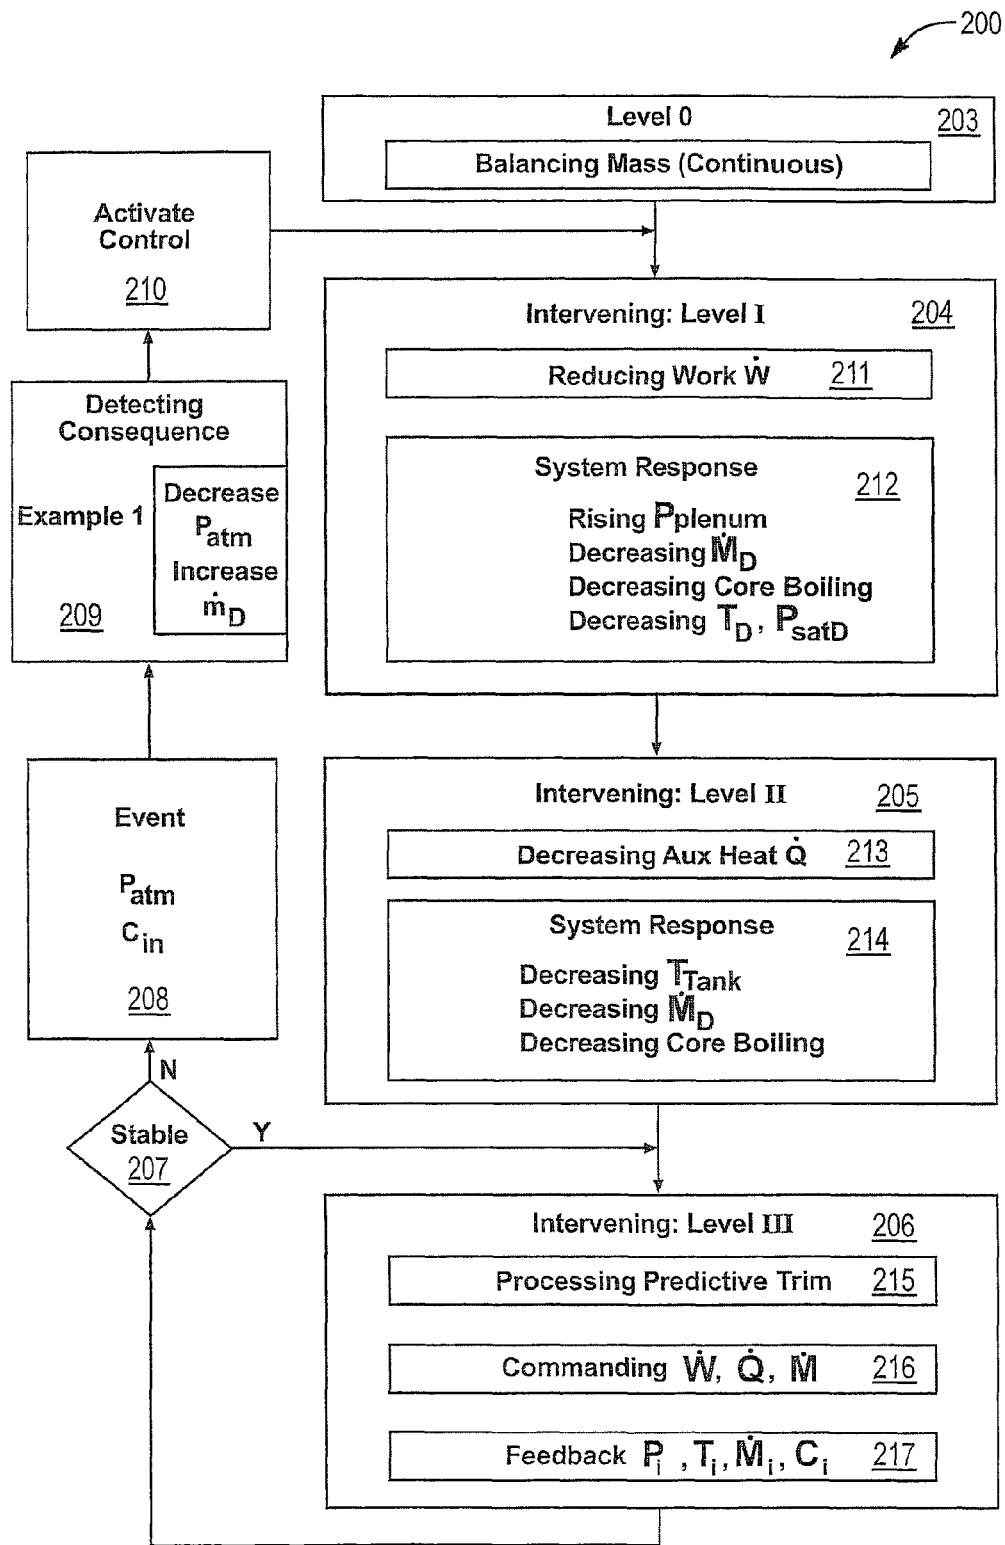 200
Level 0
203
Balancing Mass (Continuous)
Activate
Control
210
Intervening: Level I
204
Reducing Work Ẇ
211
System Response
212
Rising Pplenum
Decreasing ṀD
Decreasing Core Boiling
Decreasing TD, PsatD
Detecting
Consequence
Example 1
209
Decrease
Patm
Increase
ṁD
Intervening: Level II
205
Decreasing Aux Heat Q̇
213
System Response
214
Decreasing TTank
Decreasing ṀD
Decreasing Core Boiling
Event
Patm
Cin
208
N
Stable
207
Y
Intervening: Level III
206
Processing Predictive Trim
215
Commanding Ẇ, Q̇, Ṁ
216
Feedback Pi ,Ti, Ṁi, Ci
217